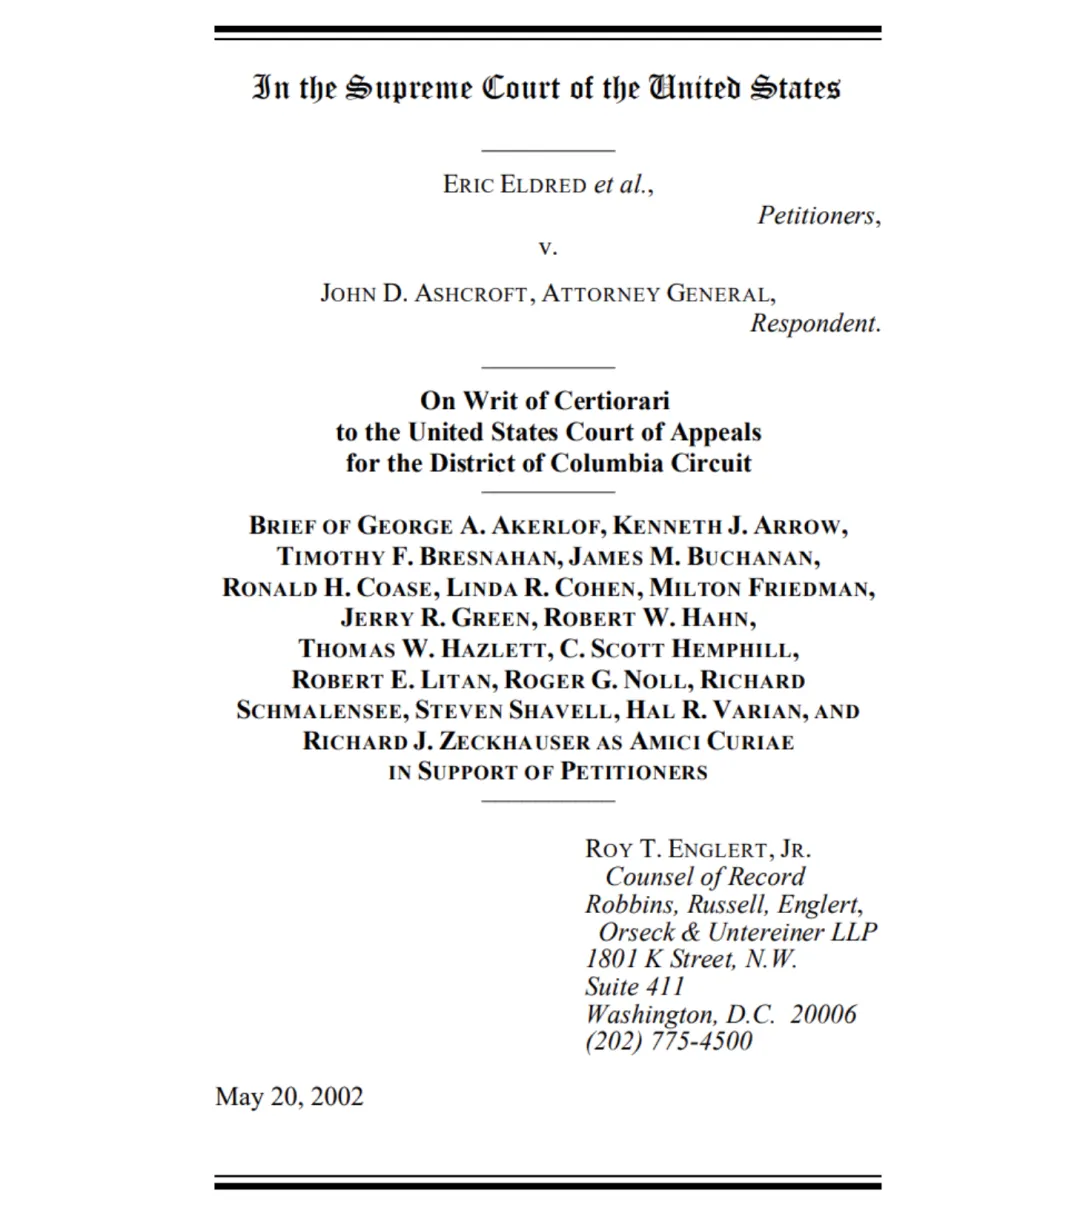 In the Supreme Court of the United States
ERIC ELDRED et al.,
Petitioners,
v.
JOHN D. ASHCROFT, ATTORNEY GENERAL,
Respondent.
On Writ of Certiorari
to the United States Court of Appeals
for the District of Columbia Circuit
BRIEF OF GEORGE A. AKERLOF, KENNETH J. ARROW,
TIMOTHY F. BRESNAHAN, JAMES M. BUCHANAN,
RONALD H. COASE, LINDA R. COHEN, MILTON FRIEDMAN,
JERRY R. GREEN, ROBERT W. HAHN,
THOMAS W. HAZLETT, C. SCOTT HEMPHILL,
ROBERT E. LITAN, ROGER G. NOLL, RICHARD
SCHMALENSEE, STEVEN SHAVELL, HAL R. VARIAN, AND
RICHARD J. ZECKHAUSER AS AMICI CURIAE
IN SUPPORT OF PETITIONERS
ROY T. ENGLERT, JR.
Counsel of Record
Robbins, Russell, Englert,
Orseck & Untereiner LLP
1801 K Street, N.W.
Suite 411
Washington, D.C. 20006
(202) 775-4500
May 20, 2002